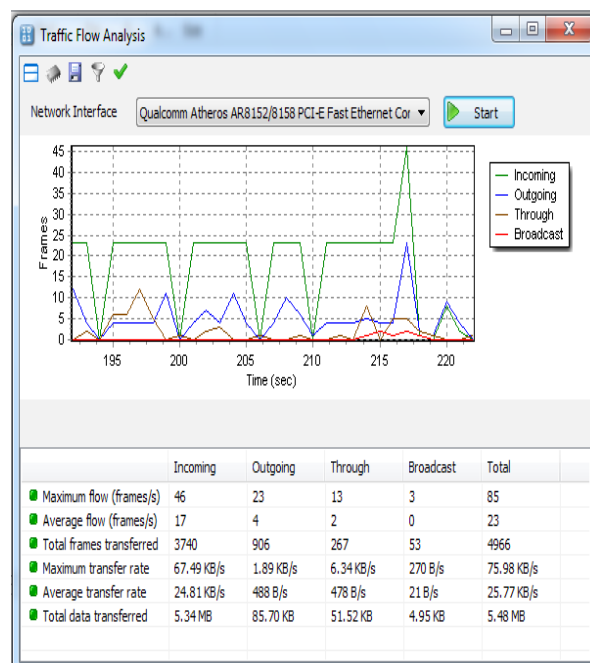 Traffic Flow Analysis
Network Interface Qualcomm Atheros AR8152/8158 PCI-E Fast Ethernet Cor Start
45
40
35
30
25
20
15
10
5
0
Frames
195 200 205 210 215 220
Time (sec)
Incoming
Outgoing
Through
Broadcast
Incoming Outgoing Through Broadcast Total
Maximum flow (frames/s) 46 23 13 3 85
Average flow (frames/s) 17 4 2 0 23
Total frames transferred 3740 906 267 53 4966
Maximum transfer rate 67.49 KB/s 1.89 KB/s 6.34 KB/s 270 B/s 75.98 KB/s
Average transfer rate 24.81 KB/s 488 B/s 478 B/s 21 B/s 25.77 KB/s
Total data transferred 5.34 MB 85.70 KB 51.52 KB 4.95 KB 5.48 MB